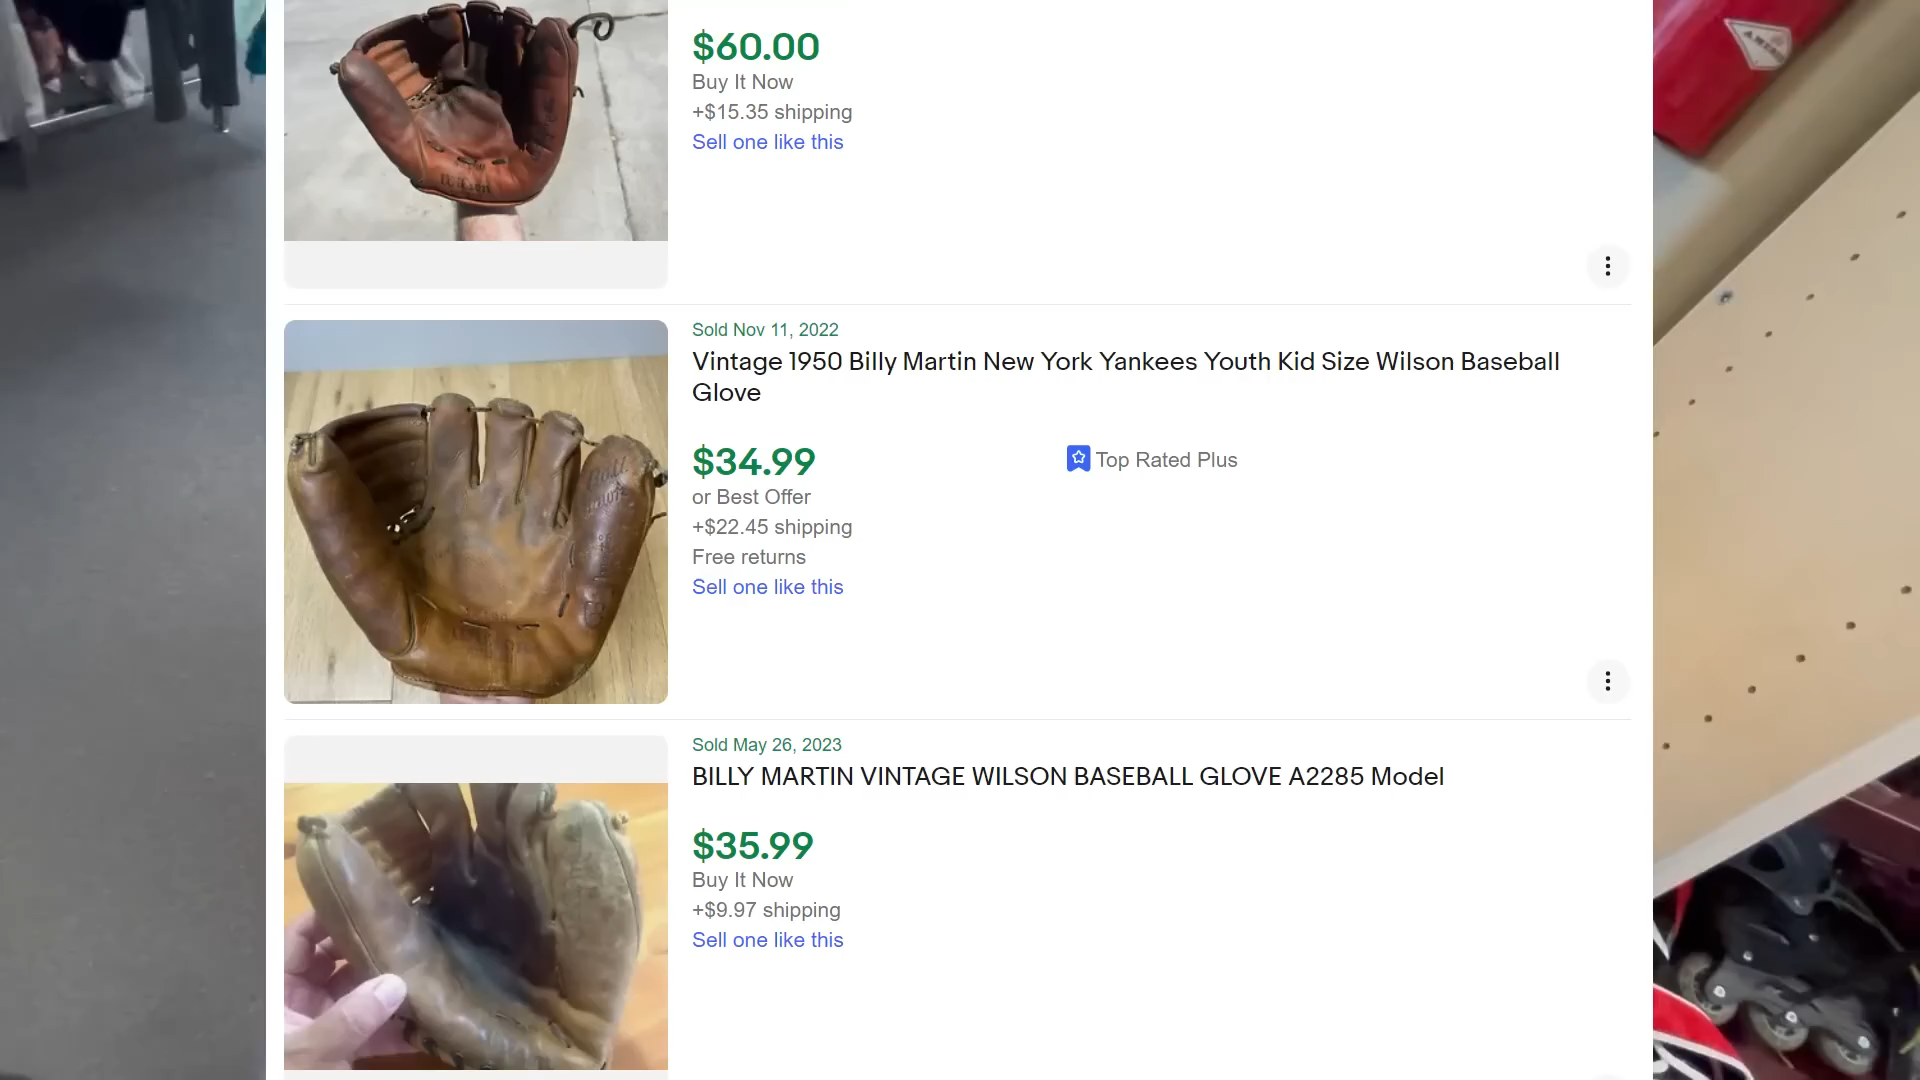 $60.00
Buy It Now
+$15.35 shipping
Sell one like this
Wilson
Sold Nov 11, 2022
Vintage 1950 Billy Martin New York Yankees Youth Kid Size Wilson Baseball
Glove
$34.99
Top Rated Plus
or Best Offer
+$22.45 shipping
Free returns
Sell one like this
Sold May 26, 2023
BILLY MARTIN VINTAGE WILSON BASEBALL GLOVE A2285 Model
$35.99
Buy It Now
+$9.97 shipping
Sell one like this